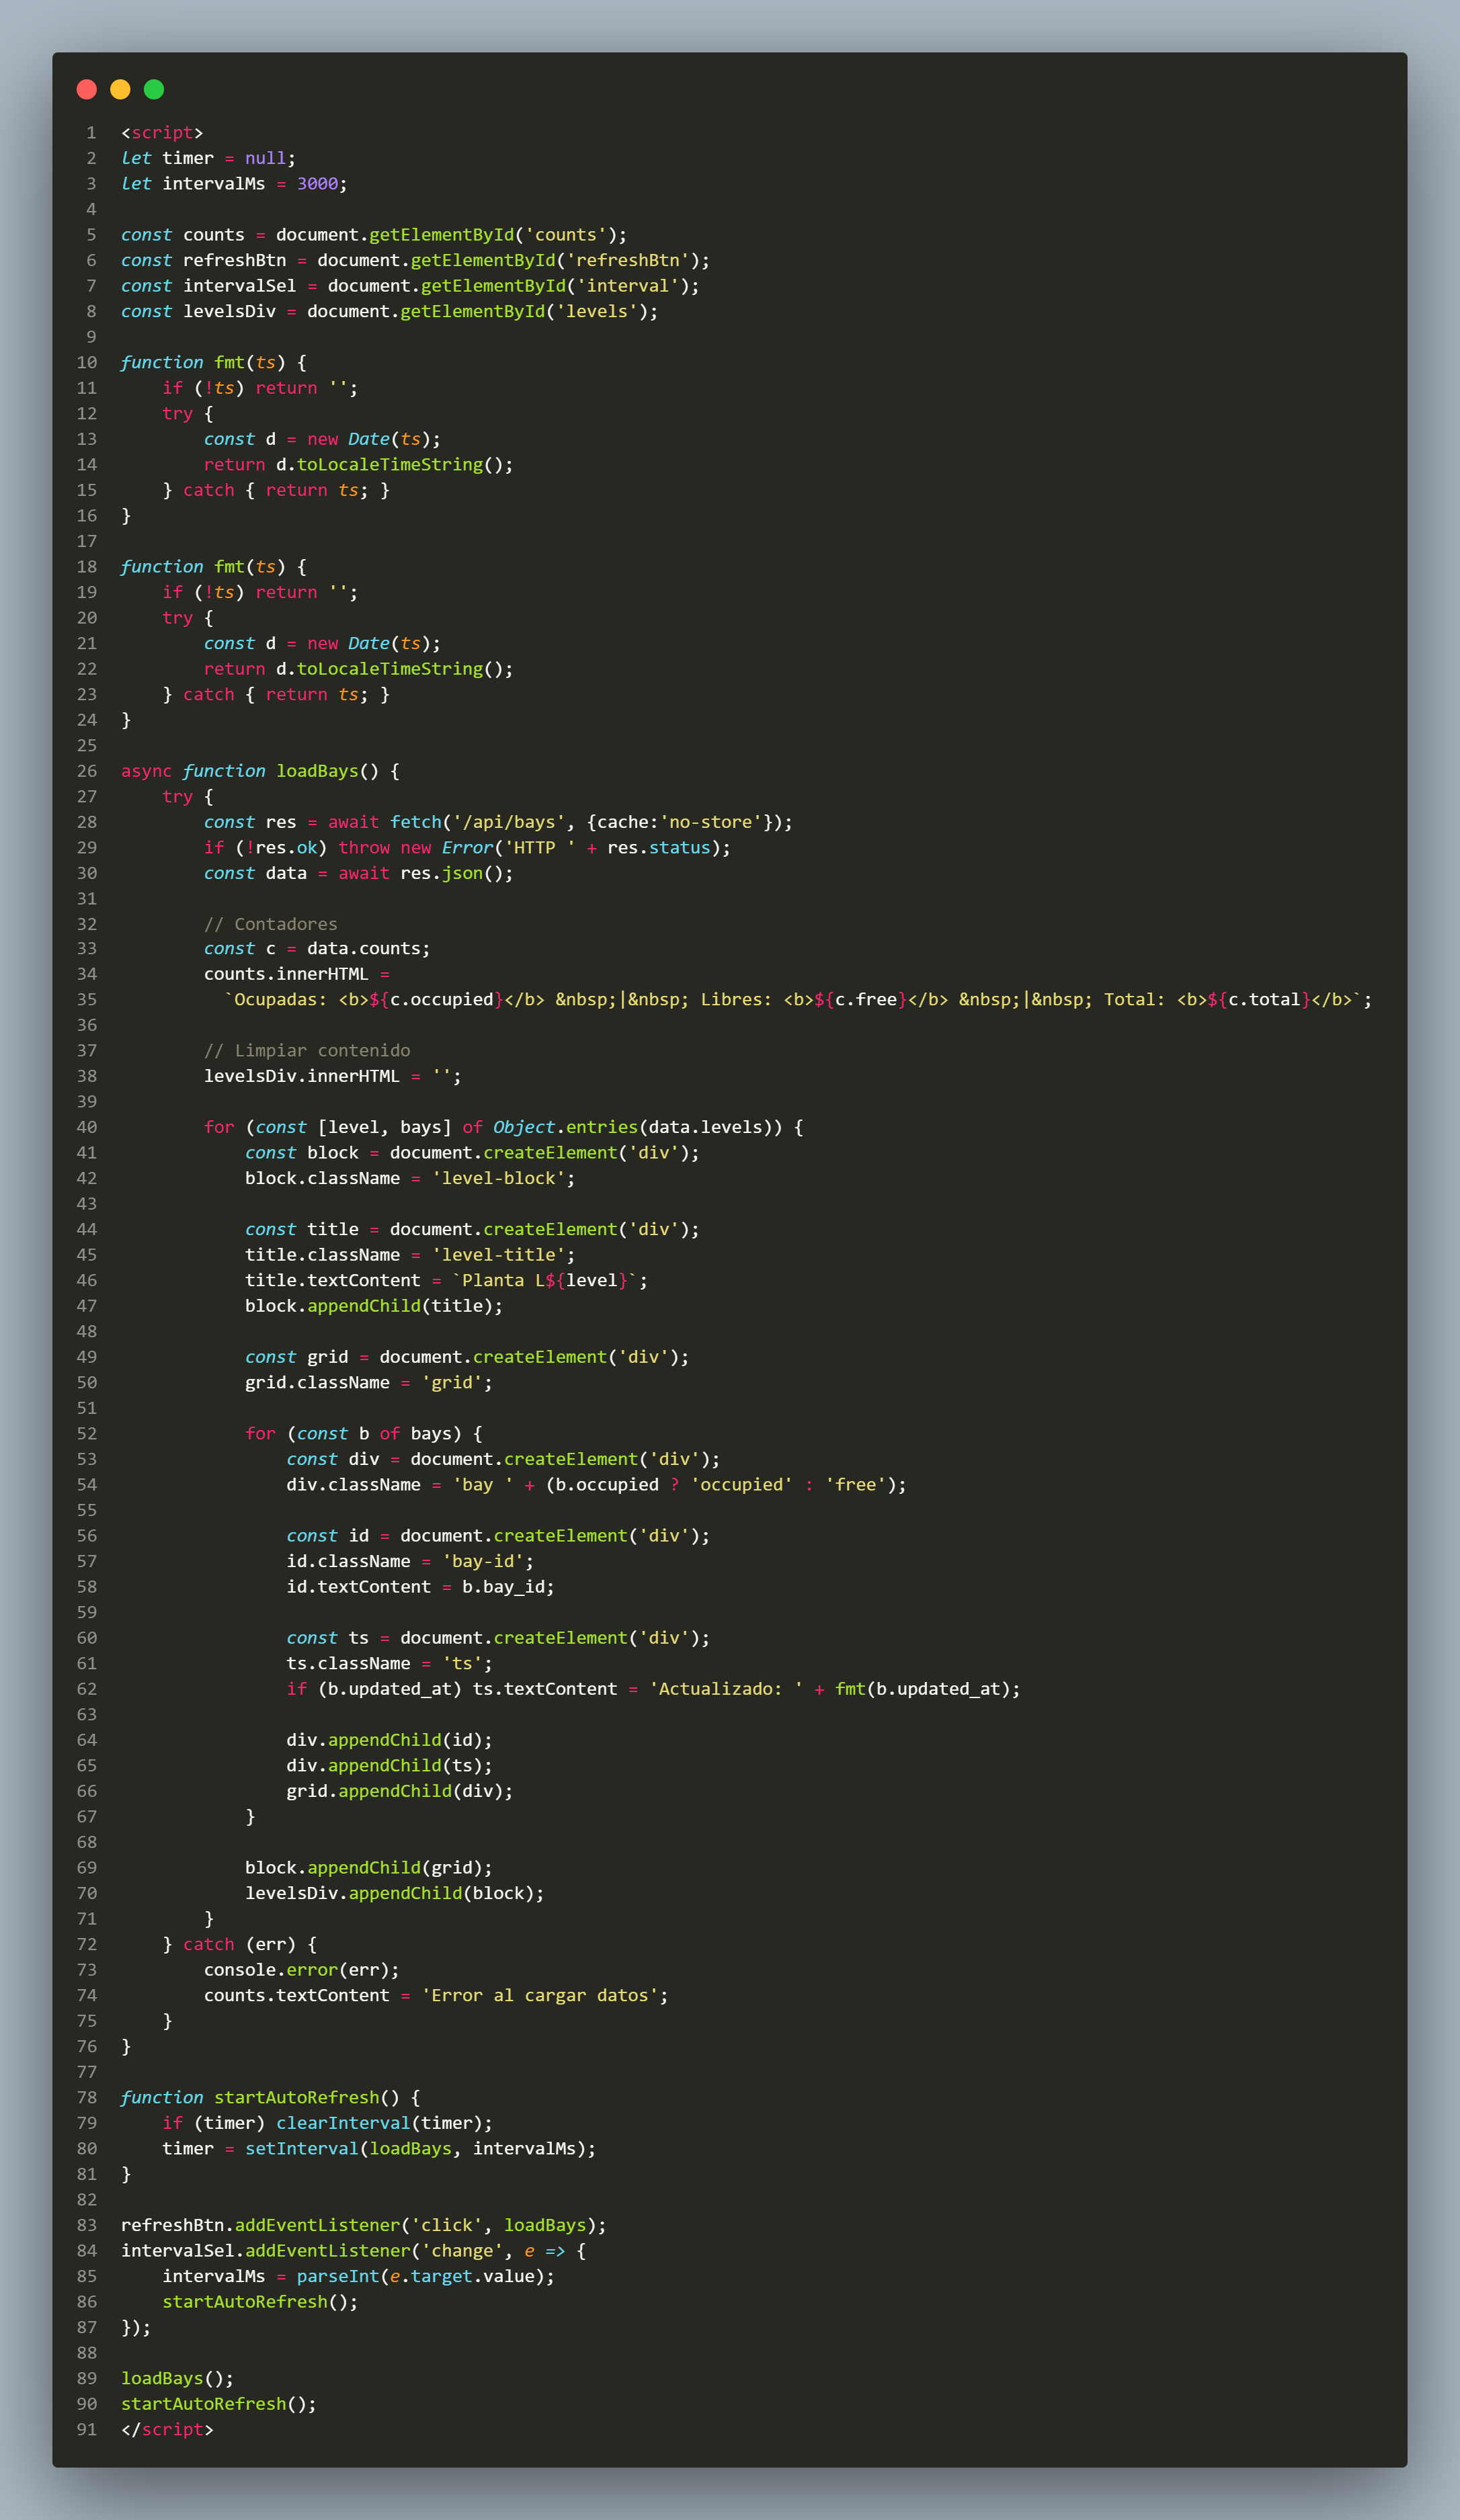 1 <script>
2 let timer = null;
3 let intervalMs = 3000;
4
5 const counts = document.getElementById('counts');
6 const refreshBtn = document.getElementById('refreshBtn');
7 const intervalSel = document.getElementById('interval');
8 const levelsDiv = document.getElementById('levels');
9
10 function fmt(ts) {
11     if (!ts) return '';
12     try {
13         const d = new Date(ts);
14         return d.toLocaleTimeString();
15     } catch { return ts; }
16 }
17
18 function fmt(ts) {
19     if (!ts) return '';
20     try {
21         const d = new Date(ts);
22         return d.toLocaleTimeString();
23     } catch { return ts; }
24 }
25
26 async function loadBays() {
27     try {
28         const res = await fetch('/api/bays', {cache:'no-store'});
29         if (!res.ok) throw new Error('HTTP ' + res.status);
30         const data = await res.json();
31
32         // Contadores
33         const c = data.counts;
34         counts.innerHTML =
35           `Ocupadas: <b>${c.occupied}</b> &nbsp;|&nbsp; Libres: <b>${c.free}</b> &nbsp;|&nbsp; Total: <b>${c.total}</b>`;
36
37         // Limpiar contenido
38         levelsDiv.innerHTML = '';
39
40         for (const [level, bays] of Object.entries(data.levels)) {
41             const block = document.createElement('div');
42             block.className = 'level-block';
43
44             const title = document.createElement('div');
45             title.className = 'level-title';
46             title.textContent = `Planta L${level}`;
47             block.appendChild(title);
48
49             const grid = document.createElement('div');
50             grid.className = 'grid';
51
52             for (const b of bays) {
53                 const div = document.createElement('div');
54                 div.className = 'bay ' + (b.occupied ? 'occupied' : 'free');
55
56                 const id = document.createElement('div');
57                 id.className = 'bay-id';
58                 id.textContent = b.bay_id;
59
60                 const ts = document.createElement('div');
61                 ts.className = 'ts';
62                 if (b.updated_at) ts.textContent = 'Actualizado: ' + fmt(b.updated_at);
63
64                 div.appendChild(id);
65                 div.appendChild(ts);
66                 grid.appendChild(div);
67             }
68
69             block.appendChild(grid);
70             levelsDiv.appendChild(block);
71         }
72     } catch (err) {
73         console.error(err);
74         counts.textContent = 'Error al cargar datos';
75     }
76 }
77
78 function startAutoRefresh() {
79     if (timer) clearInterval(timer);
80     timer = setInterval(loadBays, intervalMs);
81 }
82
83 refreshBtn.addEventListener('click', loadBays);
84 intervalSel.addEventListener('change', e => {
85     intervalMs = parseInt(e.target.value);
86     startAutoRefresh();
87 });
88
89 loadBays();
90 startAutoRefresh();
91 </script>